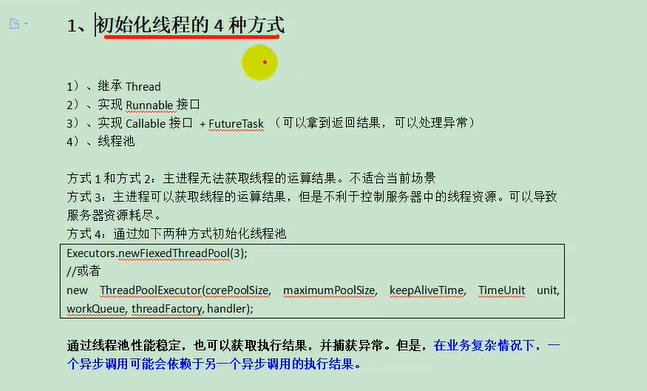 1、初始化线程的 4 种方式
1）、继承 Thread
2）、实现 Runnable 接口
3）、实现 Callable 接口 + FutureTask （可以拿到返回结果，可以处理异常）
4）、线程池
方式 1 和方式 2：主进程无法获取线程的运算结果。不适合当前场景
方式 3：主进程可以获取线程的运算结果，但是不利于控制服务器中的线程资源。可以导致
服务器资源耗尽。
方式 4：通过如下两种方式初始化线程池
Executors.newFiexedThreadPool(3);
//或者
new ThreadPoolExecutor(corePoolSize, maximumPoolSize, keepAliveTime, TimeUnit unit,
workQueue, threadFactory, handler);
通过线程池性能稳定，也可以获取执行结果，并捕获异常。但是，在业务复杂情况下，一
个异步调用可能会依赖于另一个异步调用的执行结果。